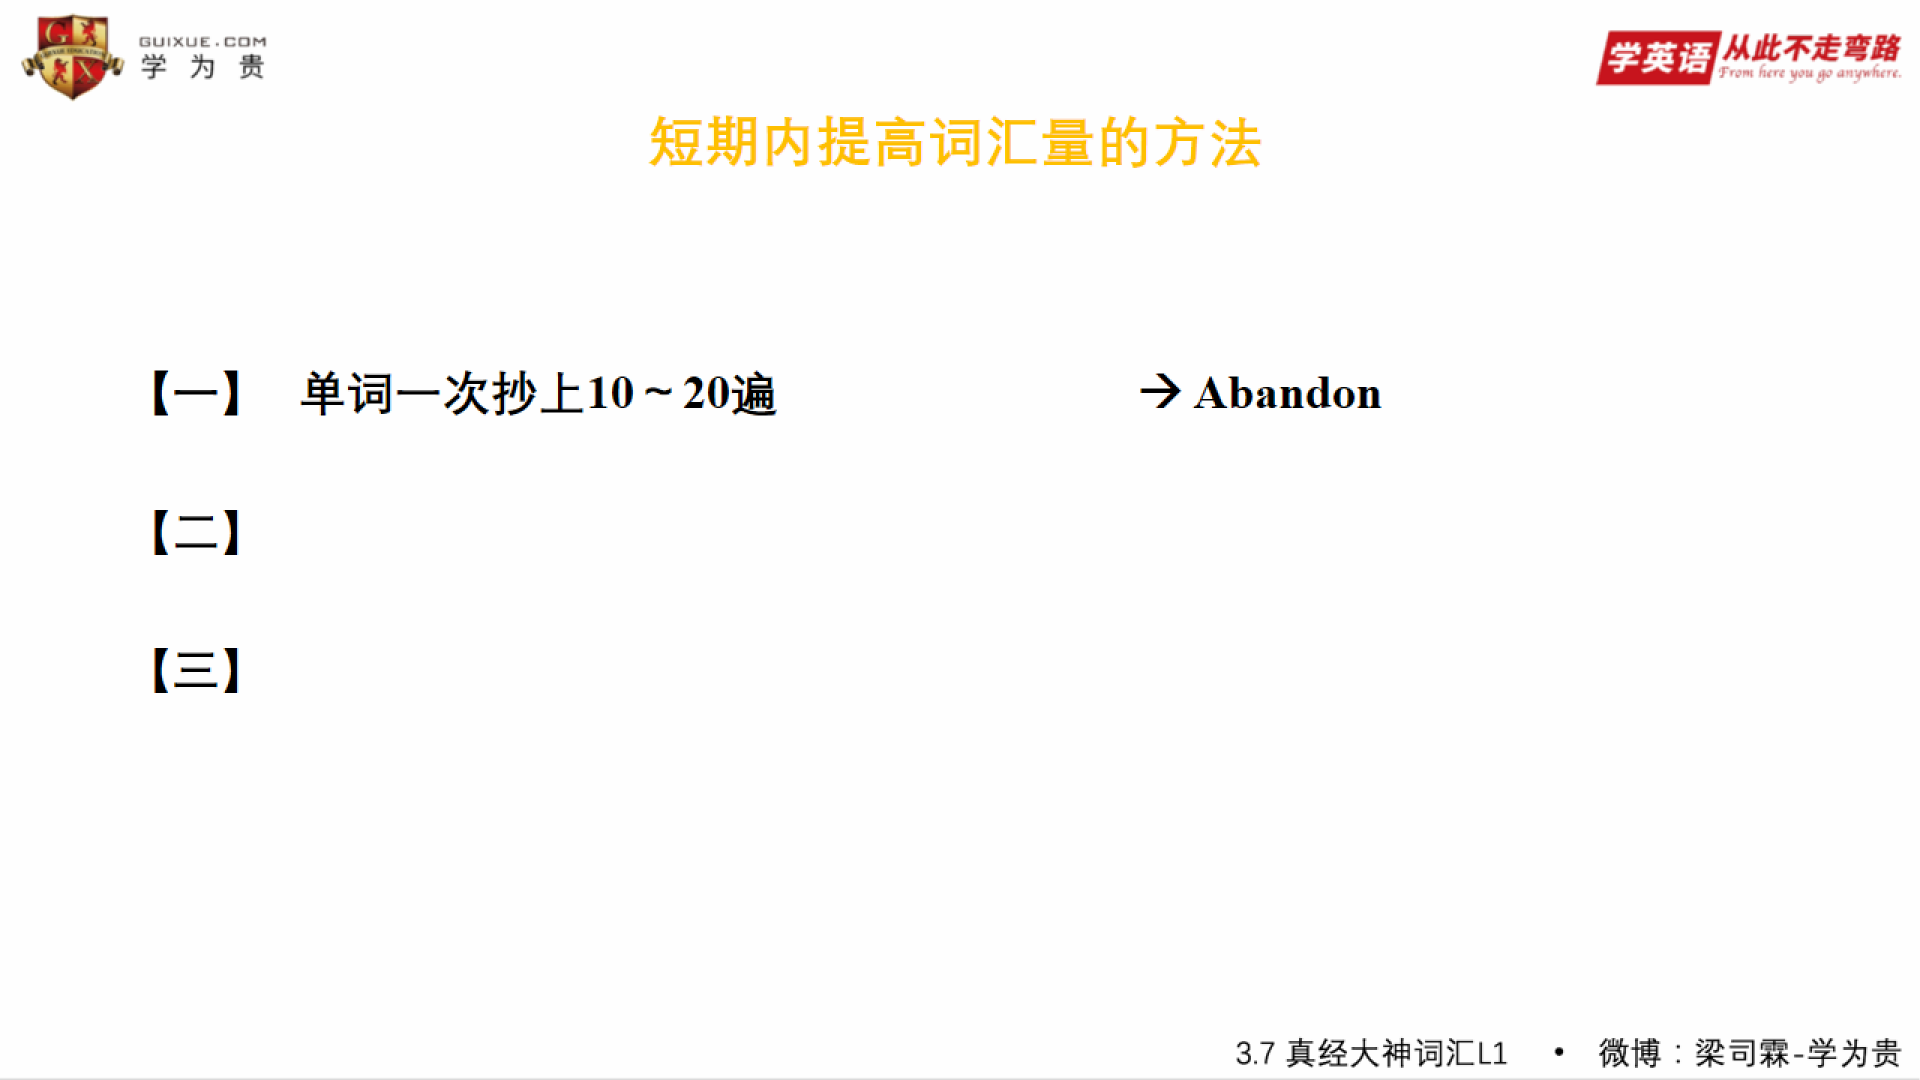 GUIXUE.COM
学为贵
学英语 从此不走弯路
From here you go anywhere.
短期内提高词汇量的方法
【一】 单词一次抄上10～20遍 → Abandon
【二】
【三】
3.7 真经大神词汇L1 • 微博：梁司霖-学为贵